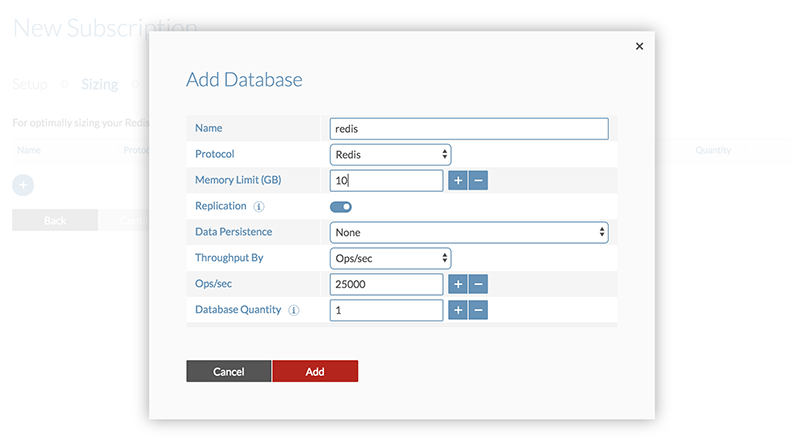 New Subscription
Setup Sizing
For optimally sizing your Redis
Name Protoc Quantity
+
Back Cancel
×
Add Database
Name redis
Protocol Redis
Memory Limit (GB) 10 + −
Replication i
Data Persistence None
Throughput By Ops/sec
Ops/sec 25000 + −
Database Quantity i 1 + −
Cancel Add